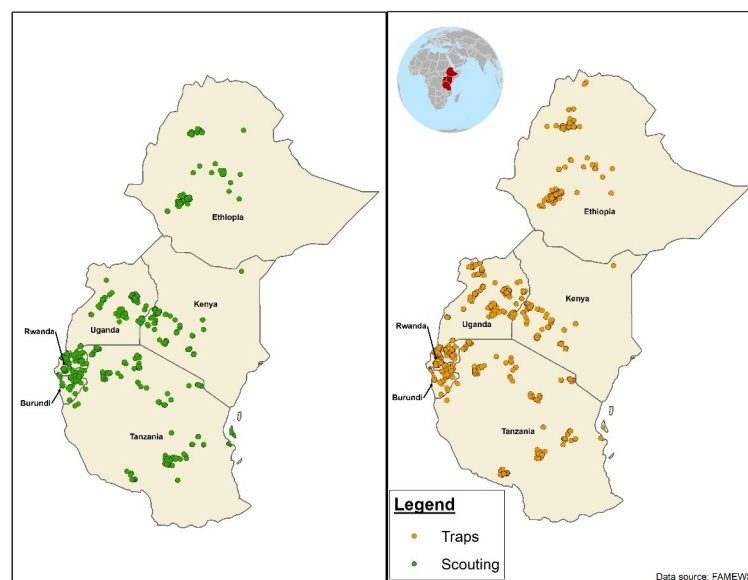 Ethiopia
Kenya
Uganda
Rwanda
Burundi
Tanzania
Ethiopia
Kenya
Uganda
Rwanda
Burundi
Tanzania
Legend
Traps
Scouting
Data source: FAMEWS